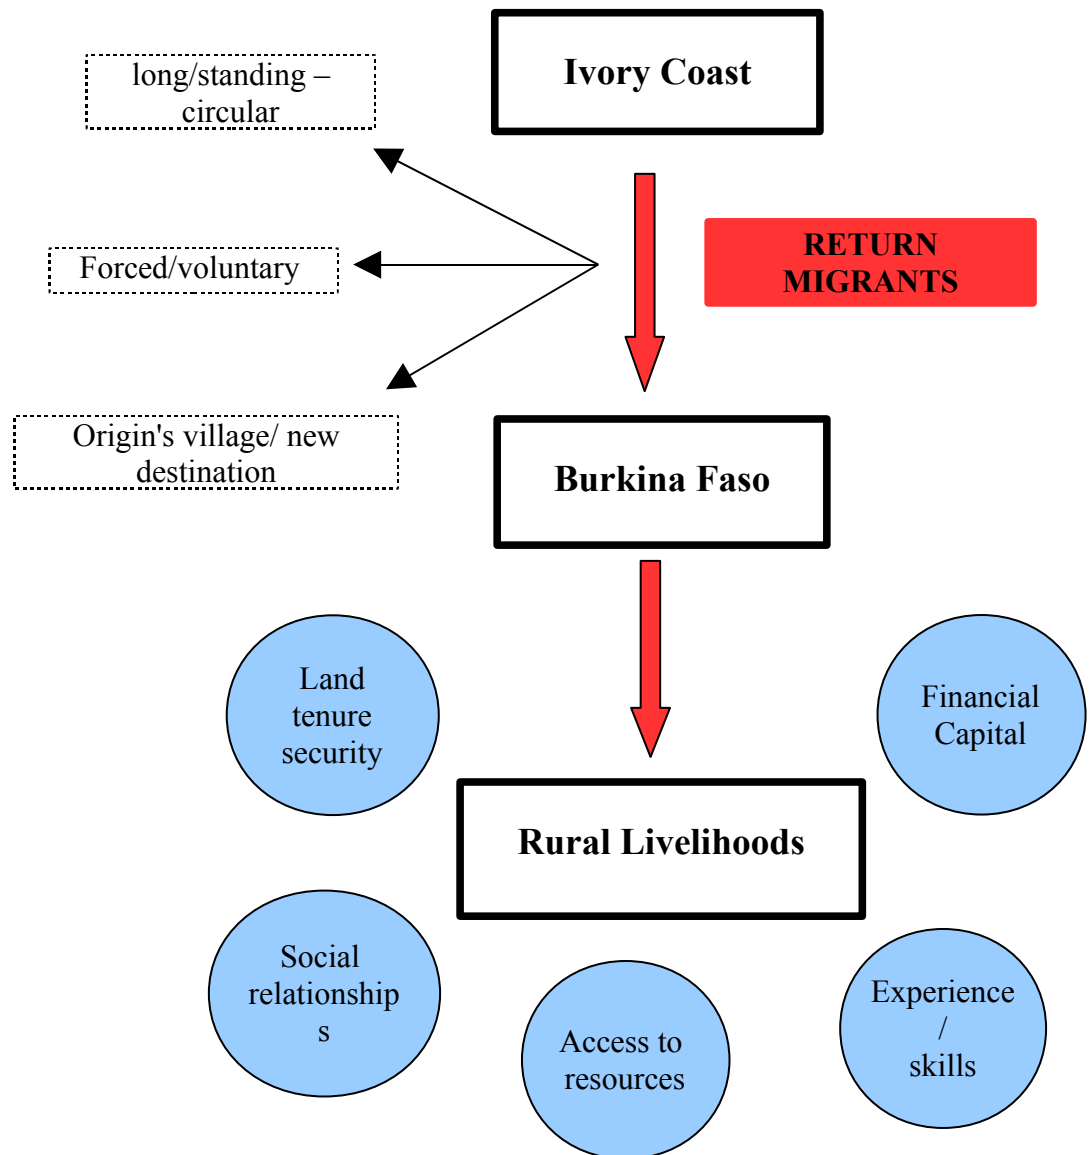 Ivory Coast
long/standing –
circular
RETURN
MIGRANTS
Forced/voluntary
Origin's village/ new
destination
Burkina Faso
Land
tenure
security
Financial
Capital
Rural Livelihoods
Social
relationship
s
Access to
resources
Experience
/
skills